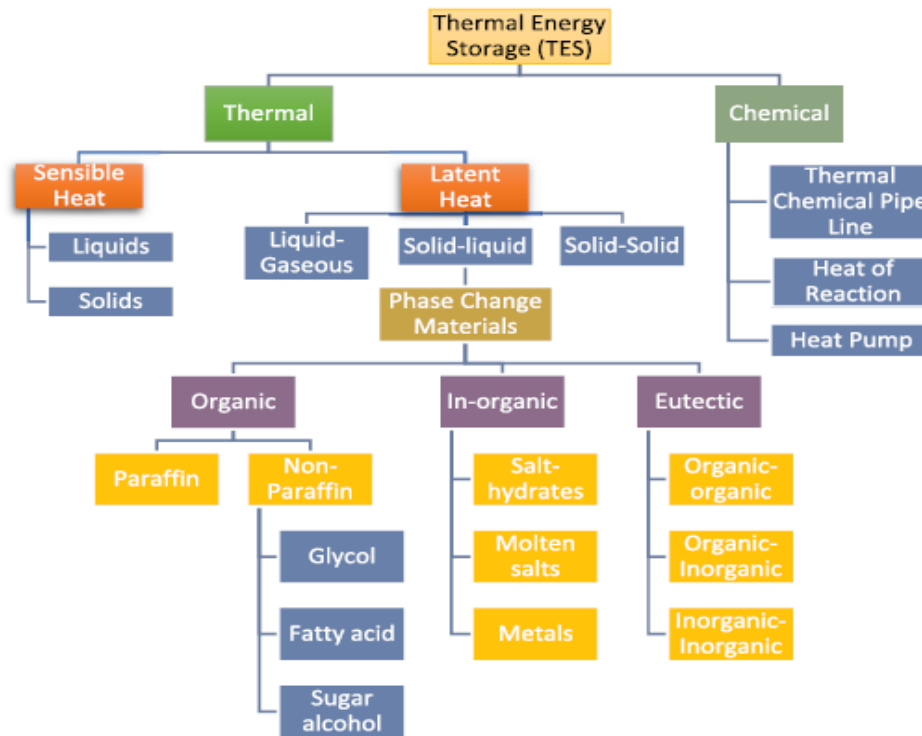 Thermal Energy
Storage (TES)
Thermal
Chemical
Sensible
Heat
Latent
Heat
Thermal
Chemical Pipe
Line
Liquids
Liquid-
Gaseous
Solid-liquid
Solid-Solid
Solids
Heat of
Reaction
Phase Change
Materials
Heat Pump
Organic
In-organic
Eutectic
Paraffin
Non-
Paraffin
Salt-
hydrates
Organic-
organic
Glycol
Molten
salts
Organic-
Inorganic
Fatty acid
Metals
Inorganic-
Inorganic
Sugar
alcohol